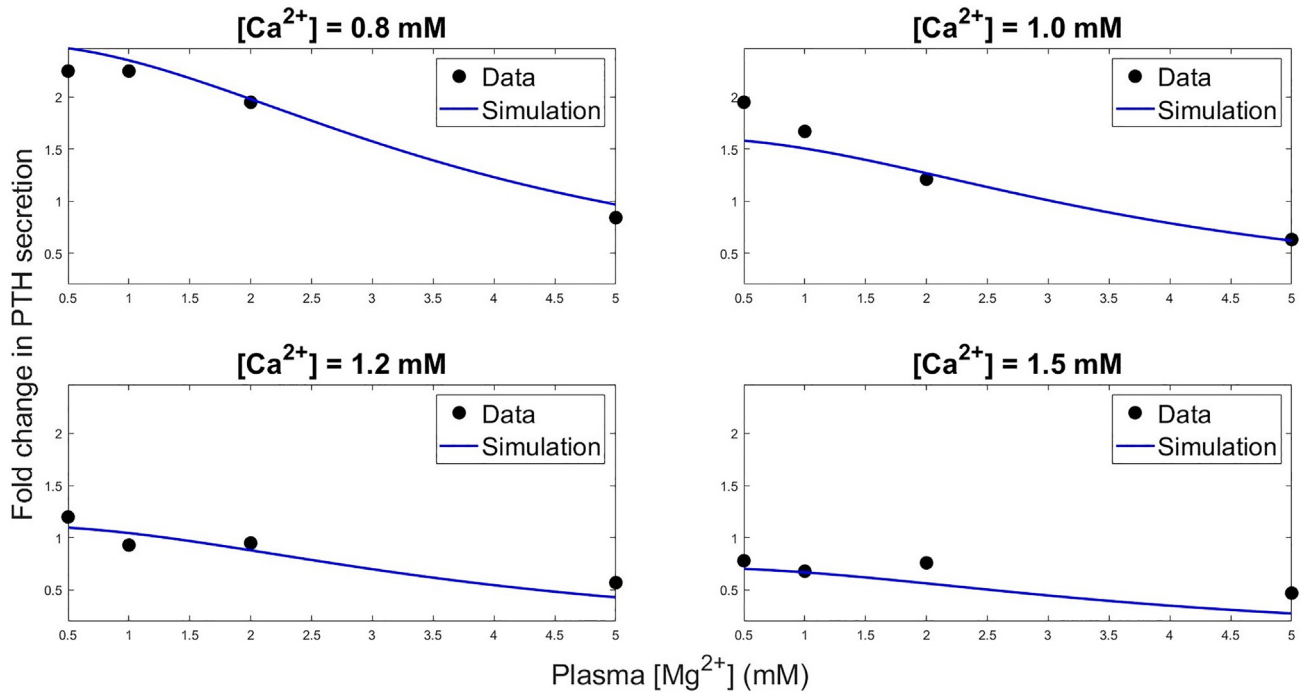 [Ca²⁺] = 0.8 mM
Data
Simulation
2
1.5
1
0.5
0.5 1 1.5 2 2.5 3 3.5 4 4.5 5
[Ca²⁺] = 1.0 mM
Data
Simulation
2
1.5
1
0.5
0.5 1 1.5 2 2.5 3 3.5 4 4.5 5
Fold change in PTH secretion
[Ca²⁺] = 1.2 mM
Data
Simulation
2
1.5
1
0.5
0.5 1 1.5 2 2.5 3 3.5 4 4.5 5
[Ca²⁺] = 1.5 mM
Data
Simulation
2
1.5
1
0.5
0.5 1 1.5 2 2.5 3 3.5 4 4.5 5
Plasma [Mg²⁺] (mM)